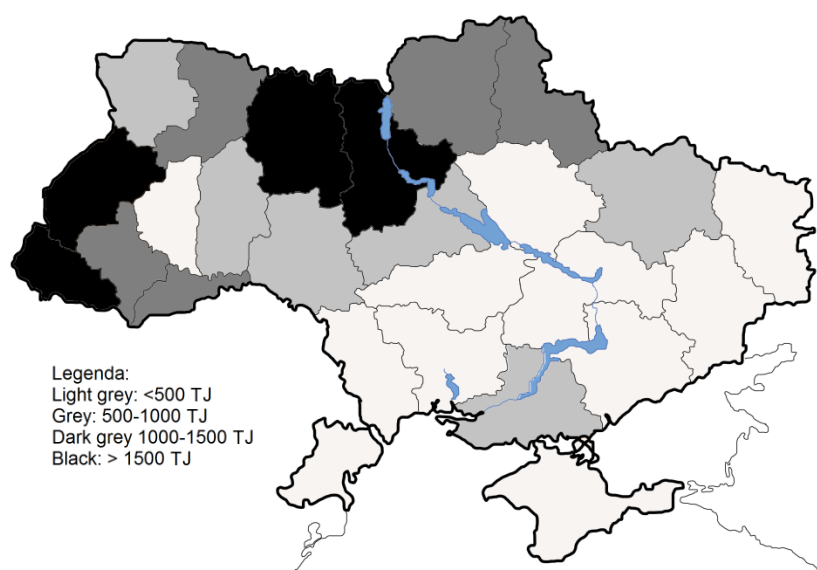 Legenda:
Light grey: <500 TJ
Grey: 500-1000 TJ
Dark grey 1000-1500 TJ
Black: > 1500 TJ